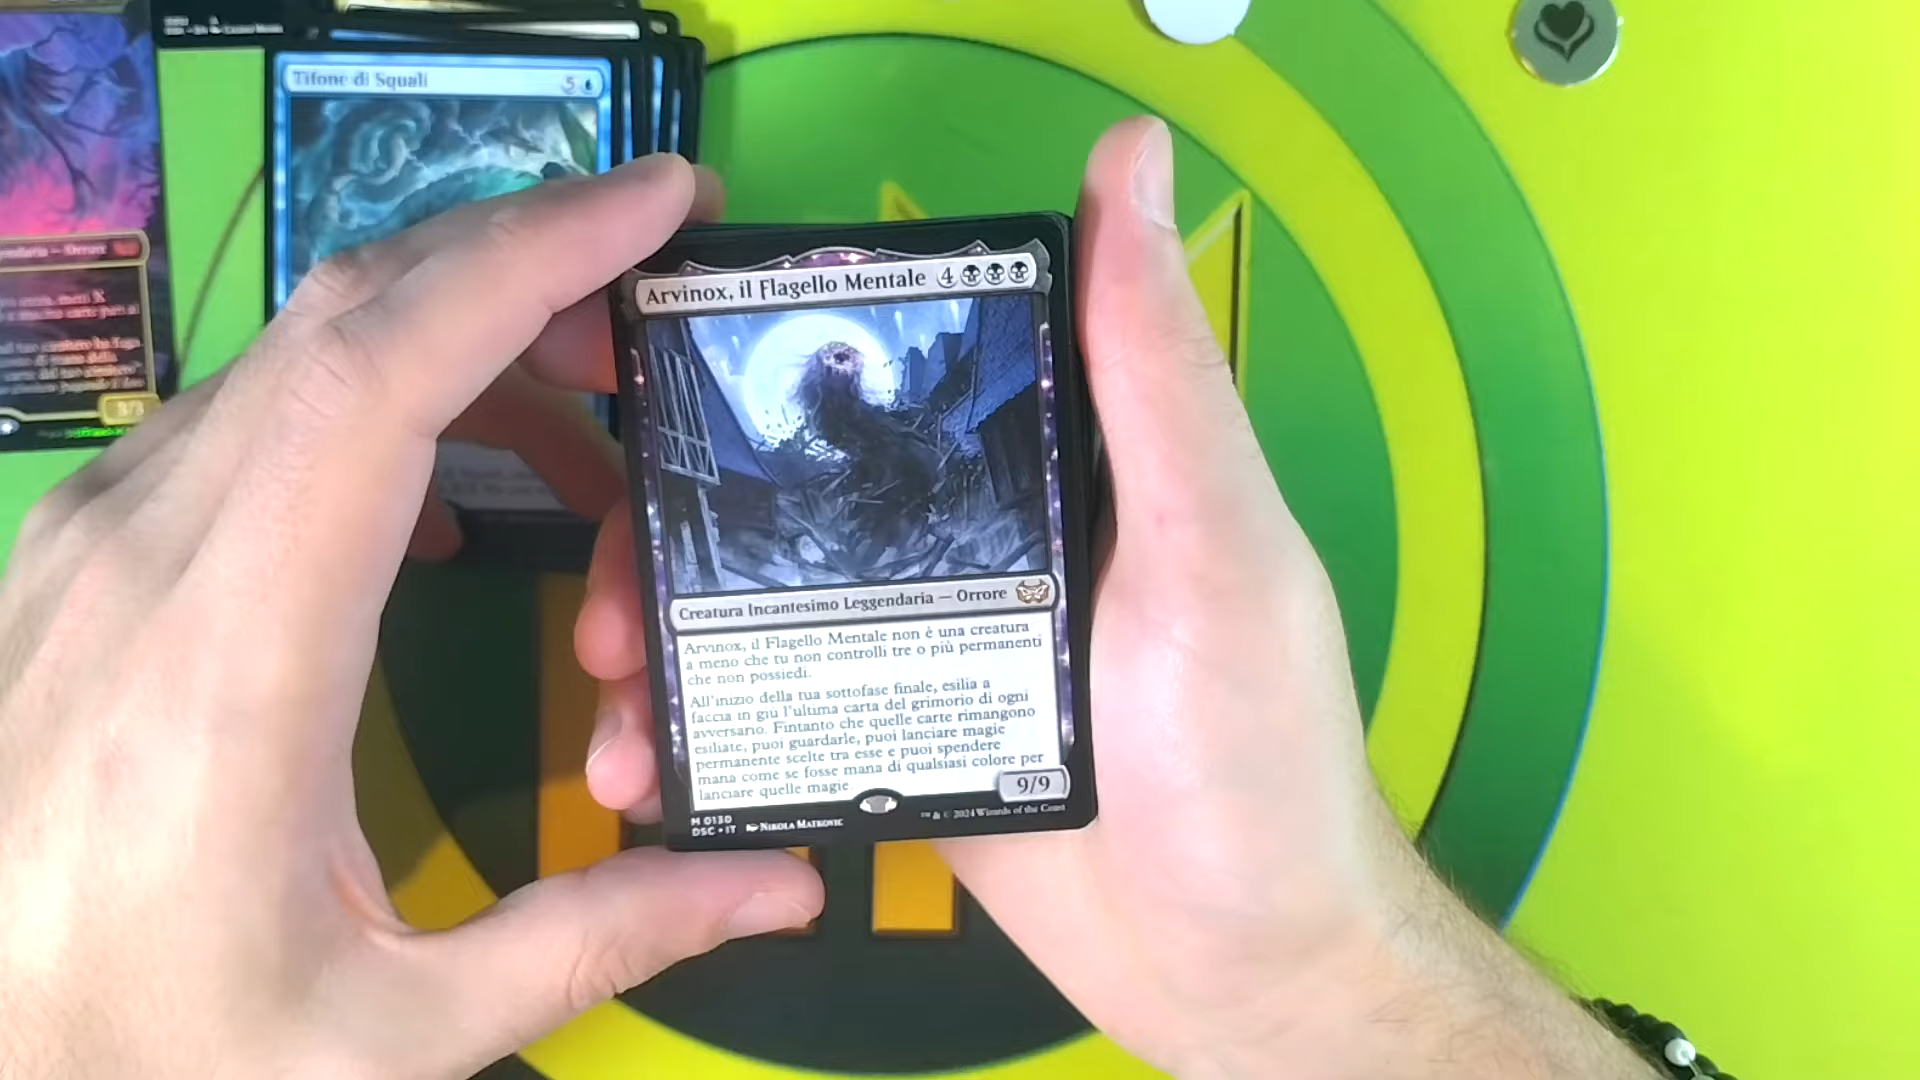 Tifone di Squali 5
Orrore
3/3
Arvinox, il Flagello Mentale 4
Creatura Incantesimo Leggendaria — Orrore
Arvinox, il Flagello Mentale non è una creatura
a meno che tu non controlli tre o più permanenti
che non possiedi.
All'inizio della tua sottofase finale, esilia a
faccia in giù l'ultima carta del grimorio di ogni
avversario. Fintanto che quelle carte rimangono
esiliate, puoi guardarle, puoi lanciare magie
permanente scelte tra esse e puoi spendere
mana come se fosse mana di qualsiasi colore per
lanciare quelle magie.
9/9
M 0130
DSC • IT NIKOLA MATKOVIC
™ & © 2024 Wizards of the Coast